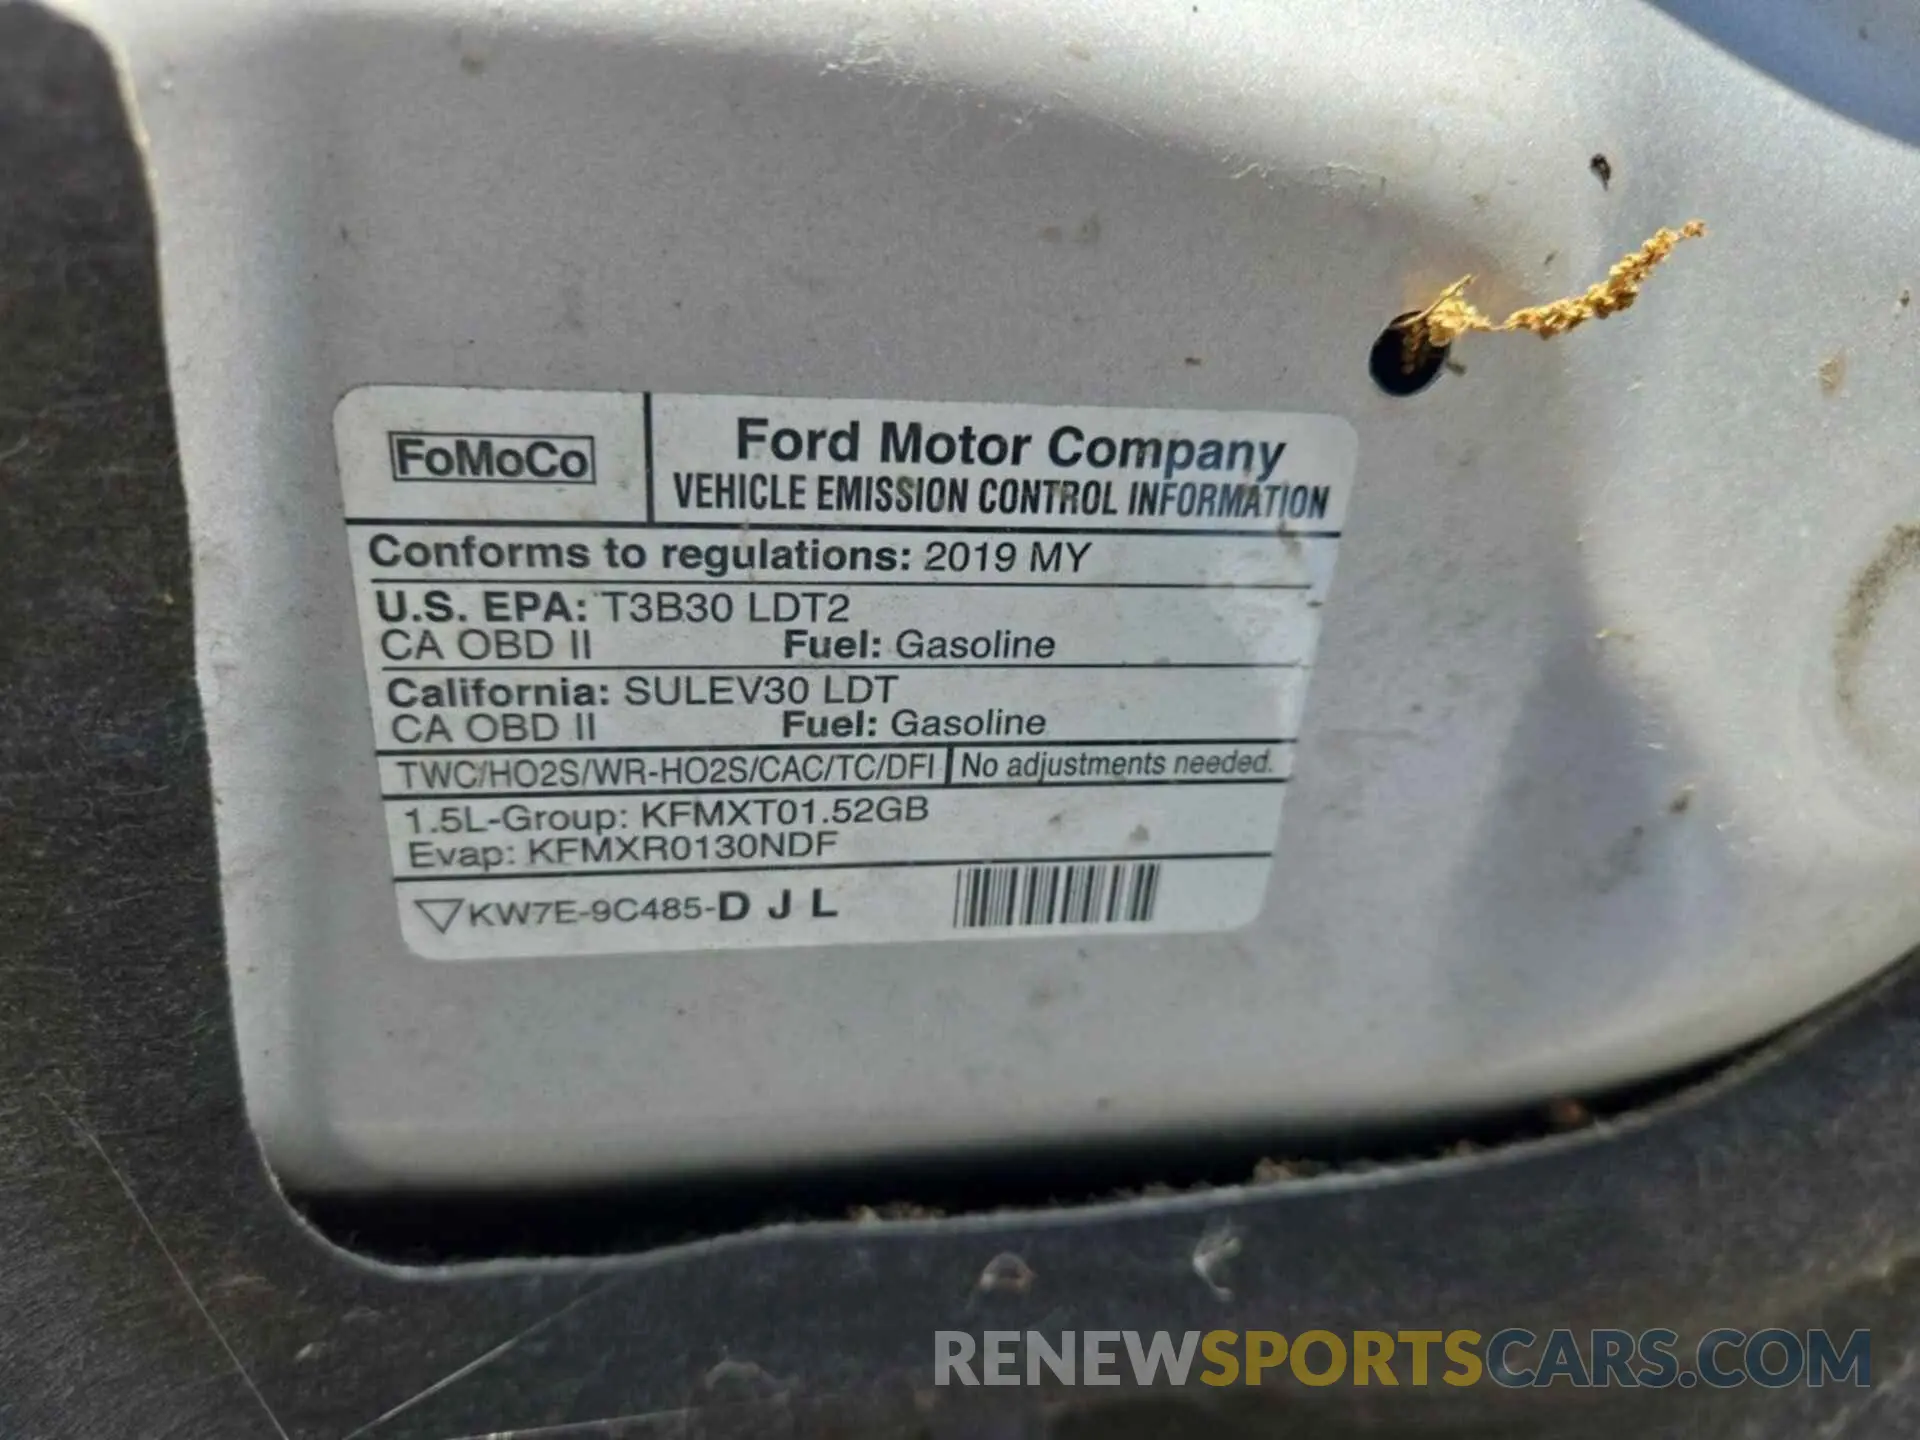 FoMoCo
Ford Motor Company
VEHICLE EMISSION CONTROL INFORMATION
Conforms to regulations: 2019 MY
U.S. EPA: T3B30 LDT2
CA OBD II Fuel: Gasoline
California: SULEV30 LDT
CA OBD II Fuel: Gasoline
TWC/HO2S/WR-HO2S/CAC/TC/DFI No adjustments needed.
1.5L-Group: KFMXT01.52GB
Evap: KFMXR0130NDF
KW7E-9C485-D J L
RENEWSPORTSCARS.COM